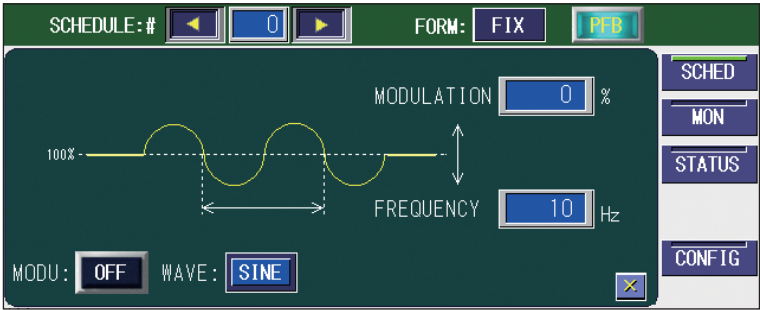 SCHEDULE:# 0 FORM: FIX PFB
SCHED
MODULATION 0 %
MON
100%
STATUS
FREQUENCY 10 Hz
CONFIG
MODU: OFF WAVE: SINE